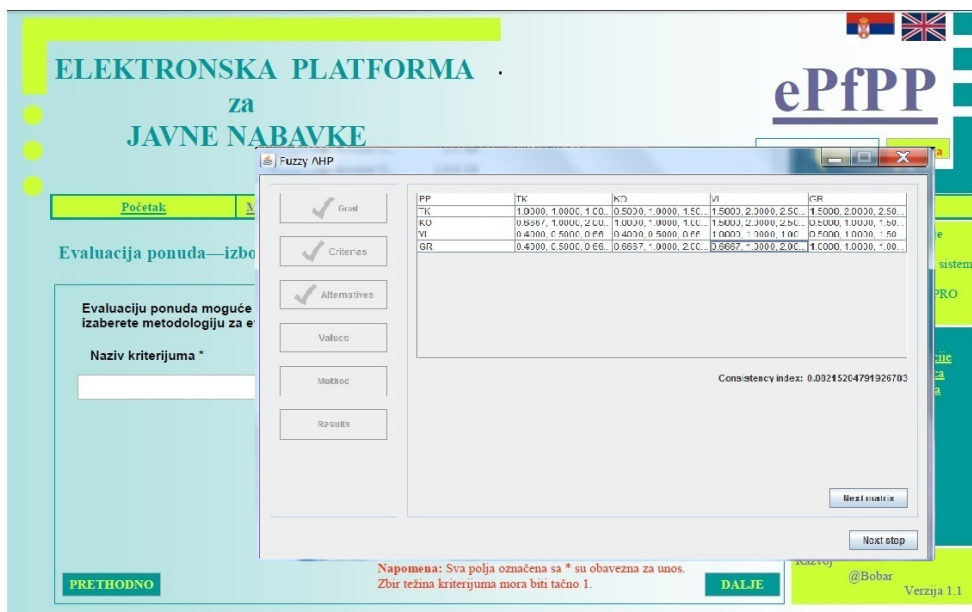 ELEKTRONSKA PLATFORMA
za
JAVNE NABAVKE
ePfPP
Fuzzy AHP
Početak
Evaluacija ponuda—izbo
Evaluaciju ponuda moguće
izaberete metodologiju za e
Naziv kriterijuma *
Goal
Criterias
Alternatives
Values
Method
Results
PP TK KO VI GR
TK 1.0000, 1.0000, 1.00... 0.5000, 1.0000, 1.50... 1.5000, 2.0000, 2.50... 1.5000, 2.0000, 2.50...
KO 0.6667, 1.0000, 2.00... 1.0000, 1.0000, 1.00... 1.5000, 2.0000, 2.50... 0.5000, 1.0000, 1.50...
VI 0.4000, 0.5000, 0.66... 0.4000, 0.5000, 0.66... 1.0000, 1.0000, 1.00... 0.5000, 1.0000, 1.50...
GR 0.4000, 0.5000, 0.66... 0.6667, 1.0000, 2.00... 0.6667, 1.0000, 2.00... 1.0000, 1.0000, 1.00...
Consistency index:
Next matrix
Next step
sistem
PRO
Napomena: Sva polja označena sa * su obavezna za unos.
Zbir težina kriterijuma mora biti tačno 1.
PRETHODNO
DALJE
Razvoj
@Bobar
Verzija 1.1